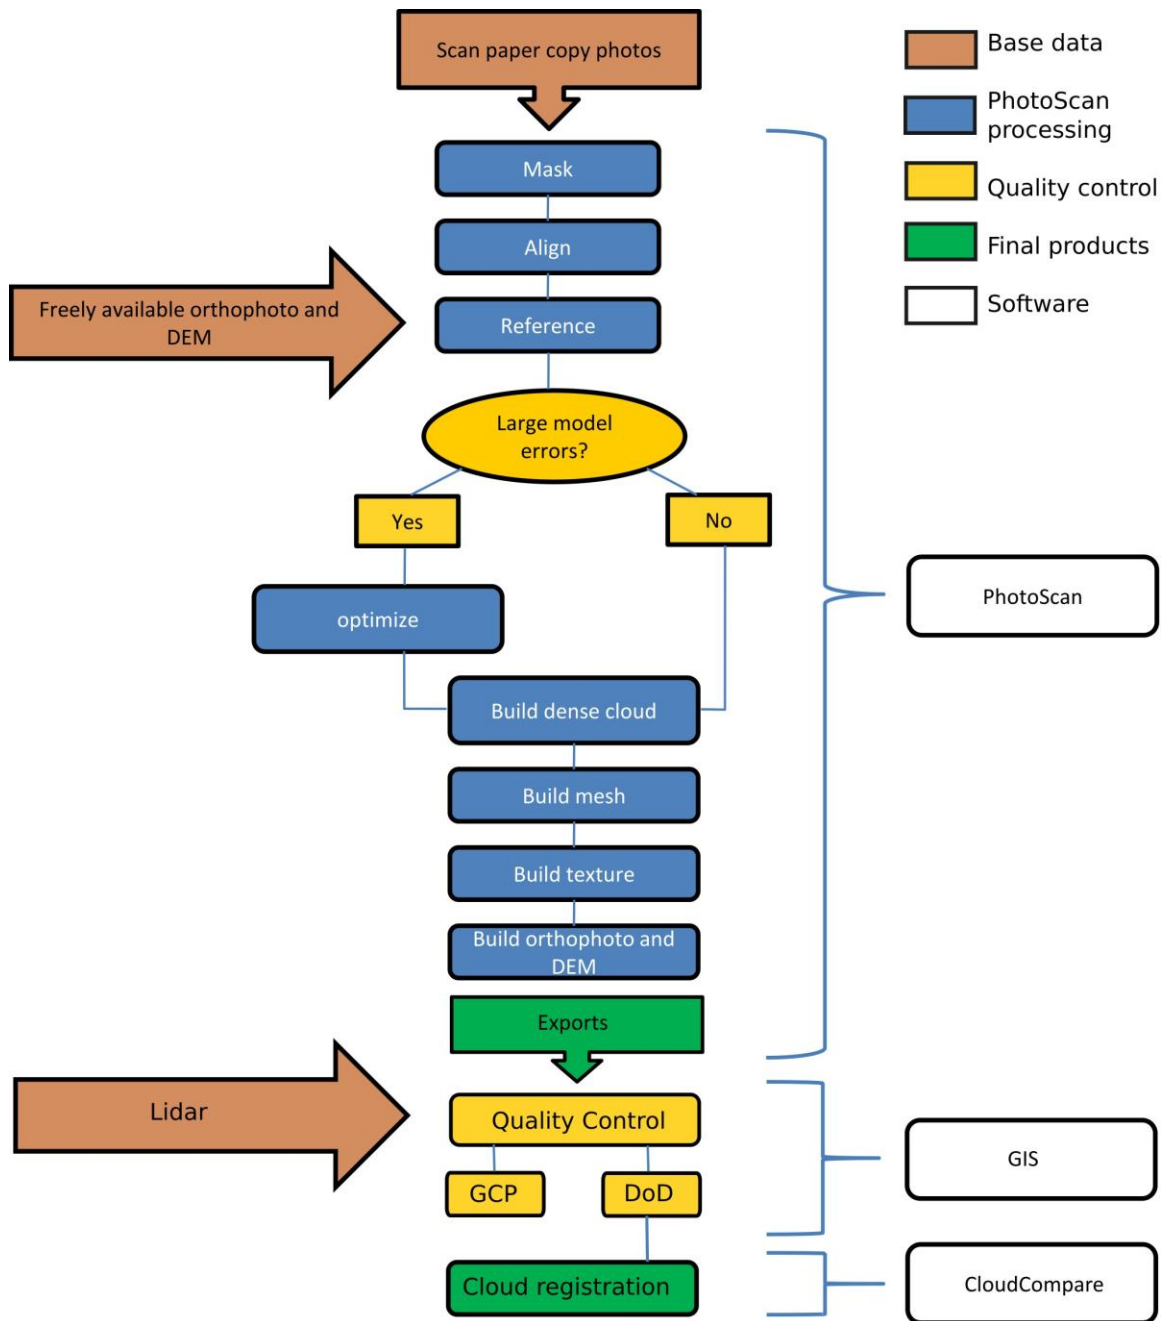 Scan paper copy photos
Base data
PhotoScan
processing
Quality control
Final products
Software
Mask
Align
Reference
Freely available orthophoto and
DEM
Large model
errors?
Yes
No
optimize
PhotoScan
Build dense cloud
Build mesh
Build texture
Build orthophoto and
DEM
Exports
Lidar
Quality Control
GCP
DoD
GIS
Cloud registration
CloudCompare